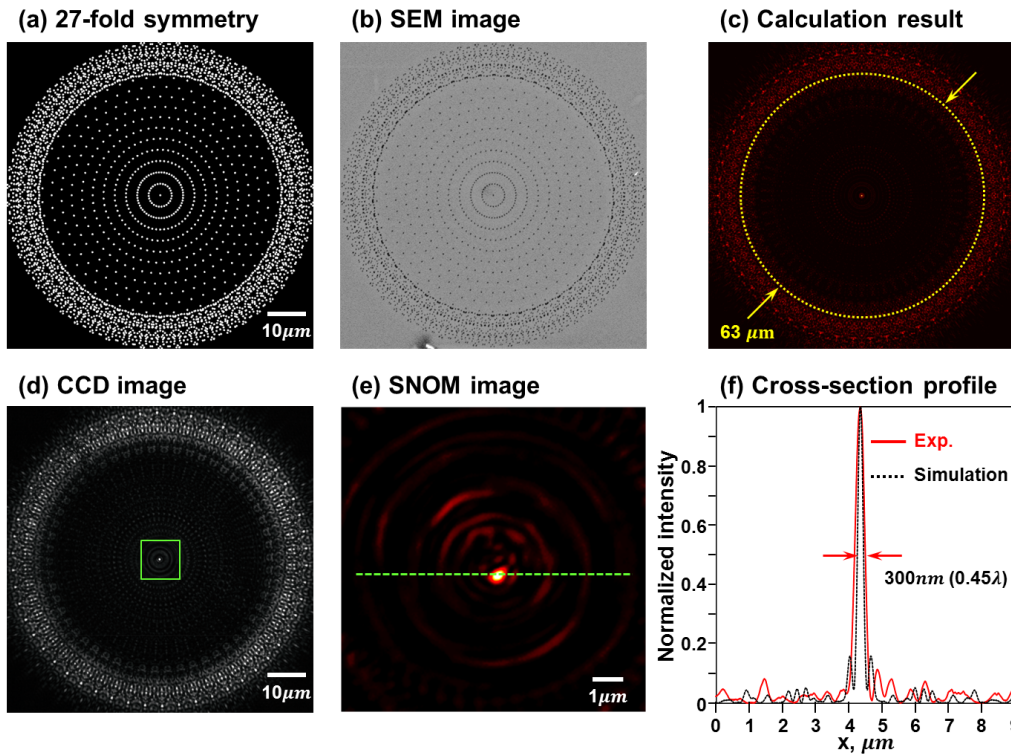 (a) 27-fold symmetry
(b) SEM image
(c) Calculation result
10μm
63 μm
(d) CCD image
(e) SNOM image
(f) Cross-section profile
10μm
1μm
Normalized intensity
1
0.8
0.6
0.4
0.2
0
Exp.
Simulation
300nm (0.45λ)
0 1 2 3 4 5 6 7 8
x, μm